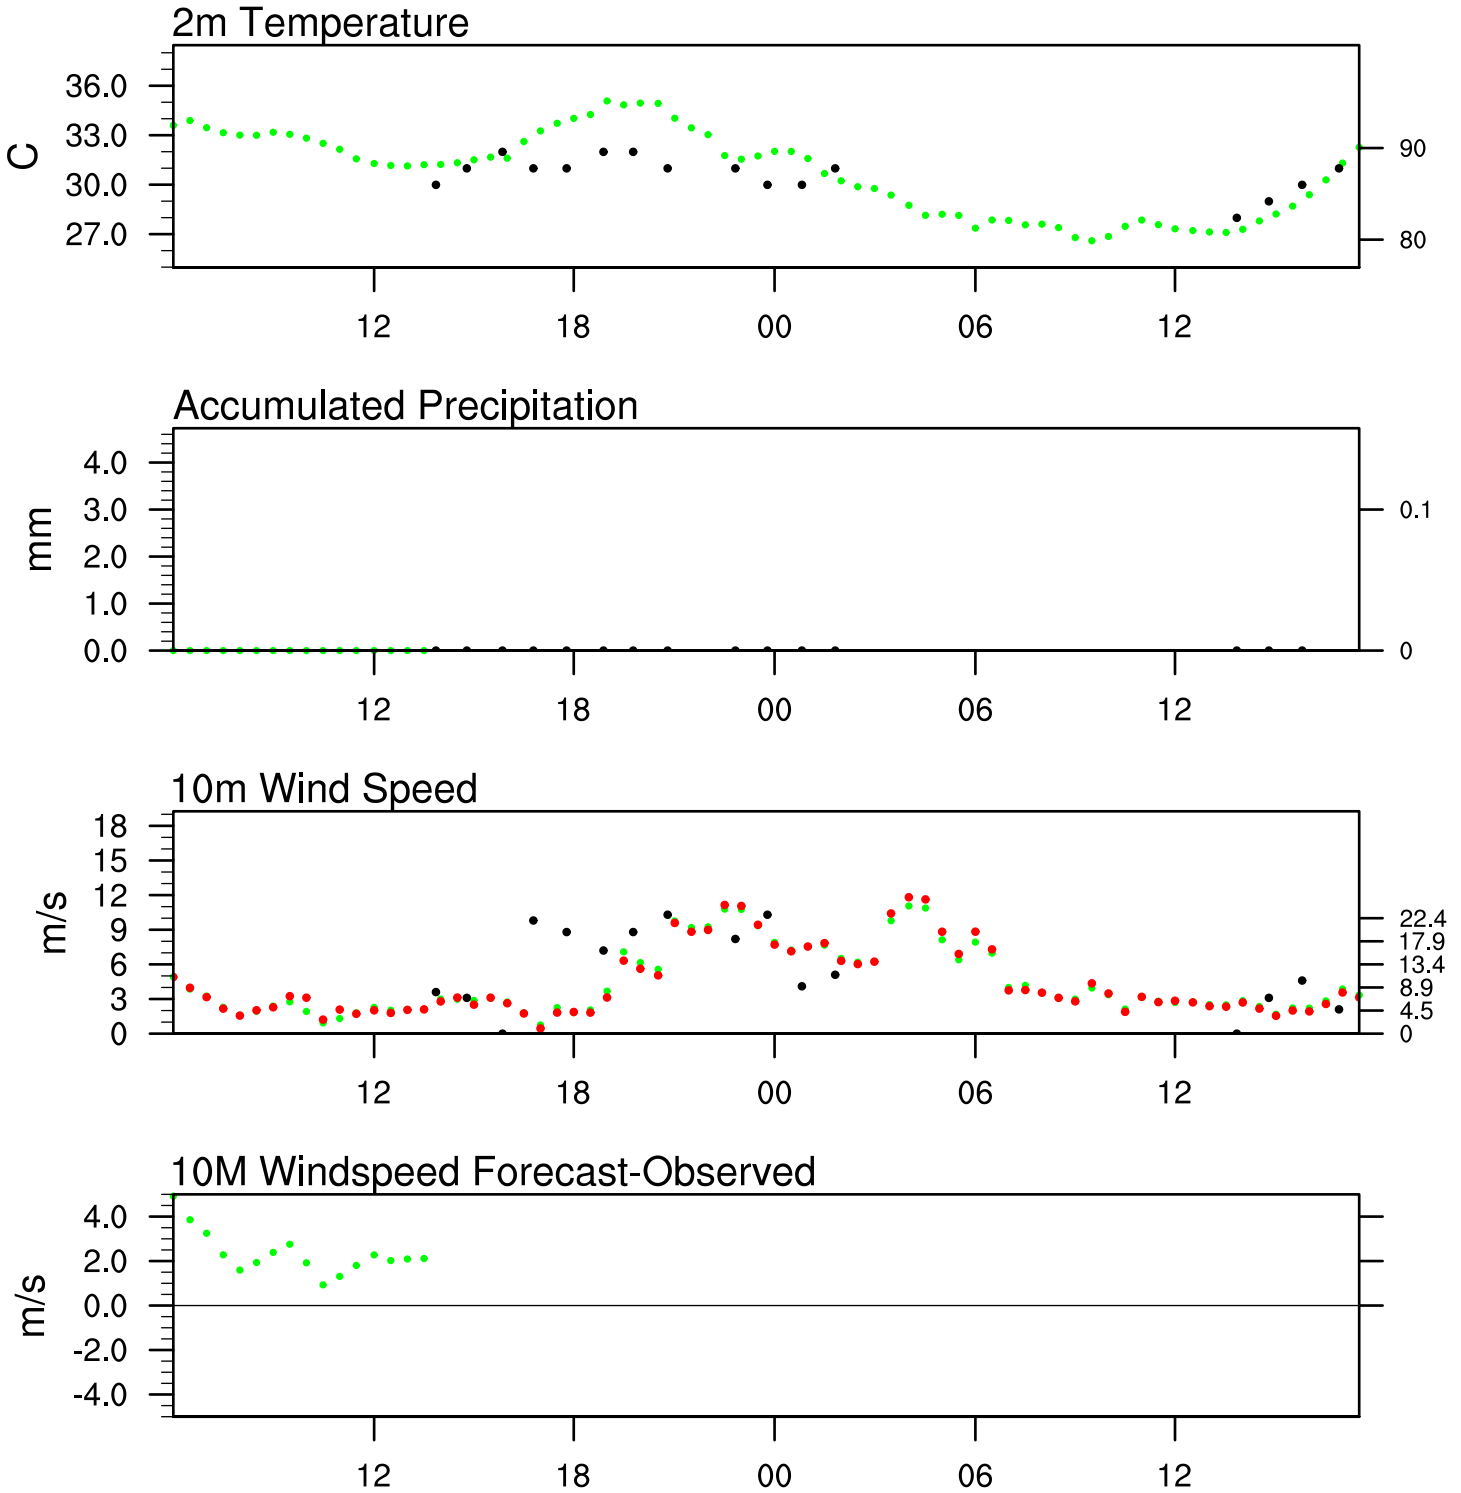 2m Temperature
36.0
33.0
30.0
27.0
C
90
80
12 18 00 06 12
Accumulated Precipitation
4.0
3.0
2.0
1.0
0.0
mm
0.1
0
12 18 00 06 12
10m Wind Speed
18
15
12
9
6
3
0
m/s
22.4
17.9
13.4
8.9
4.5
0
12 18 00 06 12
10M Windspeed Forecast-Observed
4.0
2.0
0.0
-2.0
-4.0
m/s
12 18 00 06 12